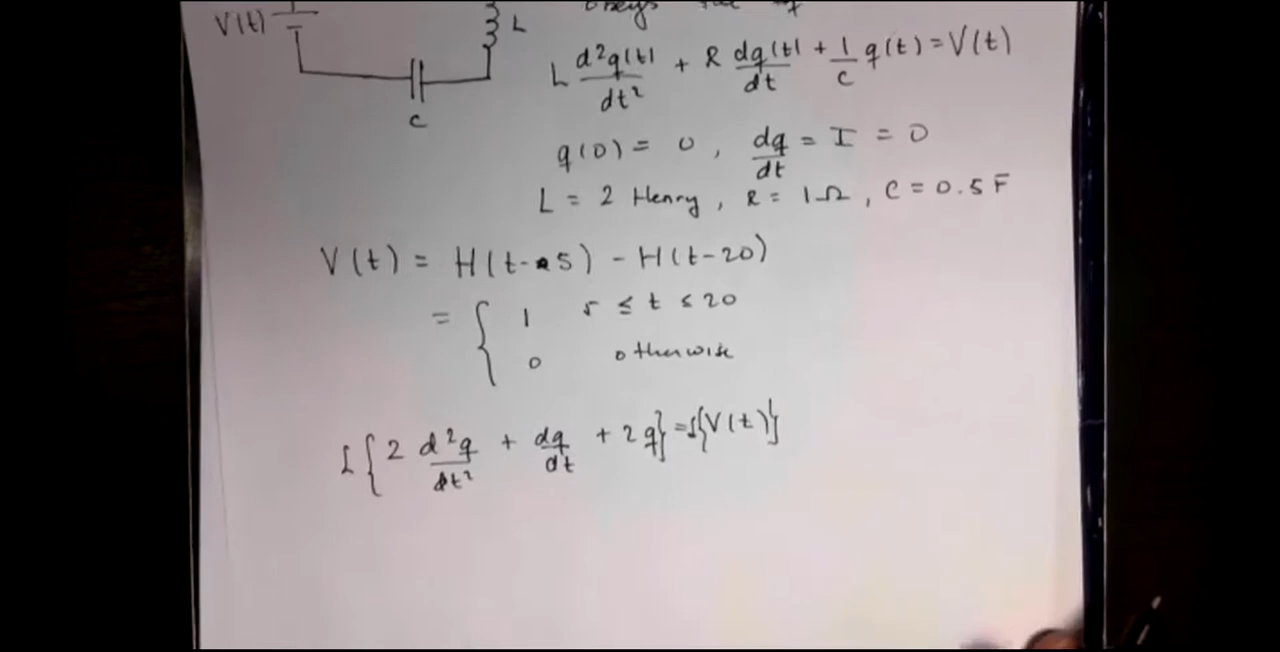 V(t)
L
C
L d²q(t)/dt² + R dq(t)/dt + 1/C q(t) = V(t)
q(0) = 0, dq/dt = I = 0
L = 2 Henry, R = 1Ω, C = 0.5 F
V(t) = H(t-5) - H(t-20)
= { 1 5 ≤ t ≤ 20
0 otherwise
L{2 d²q/dt² + dq/dt + 2q} = L{V(t)}